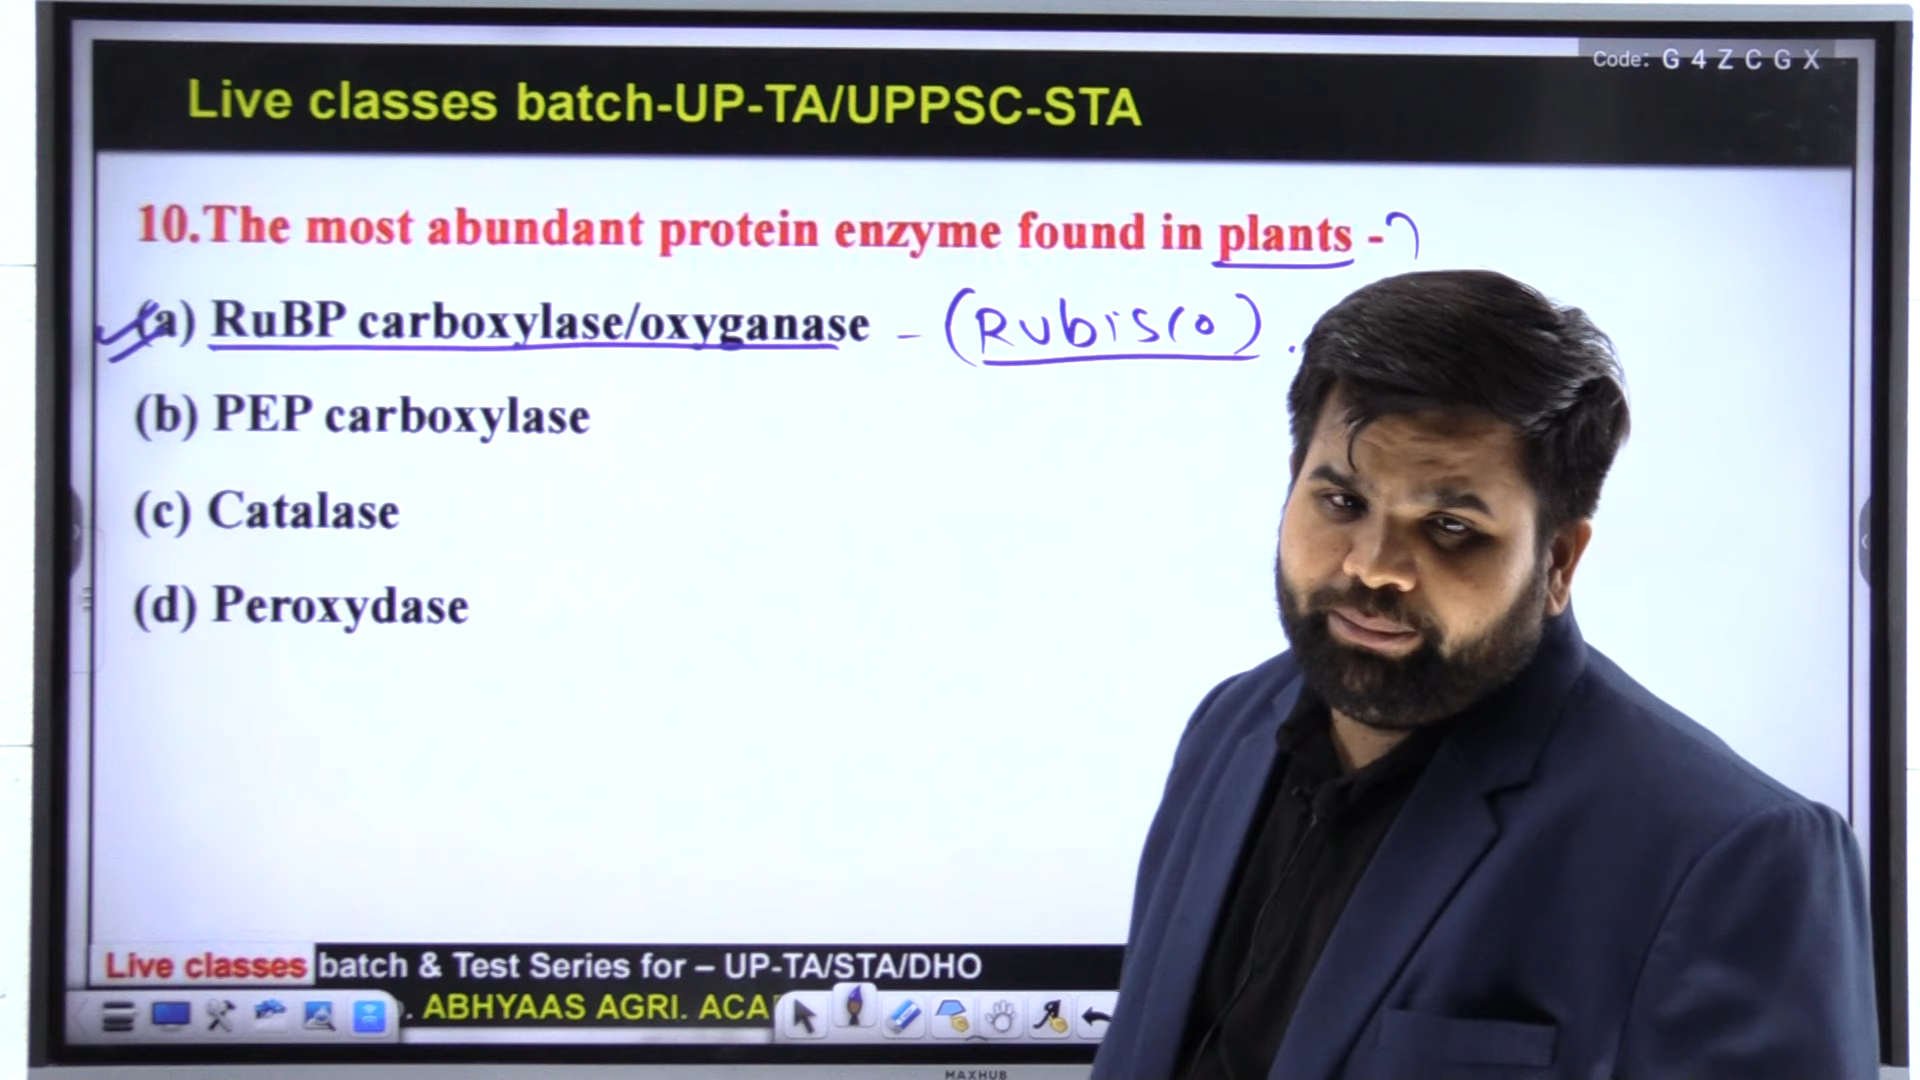 Code: G 4 Z C G X
Live classes batch-UP-TA/UPPSC-STA
10.The most abundant protein enzyme found in plants -?
(a) RuBP carboxylase/oxyganase - (Rubisco).
(b) PEP carboxylase
(c) Catalase
(d) Peroxydase
Live classes batch & Test Series for – UP-TA/STA/DHO
. ABHYAAS AGRI. ACA
MAXHUB